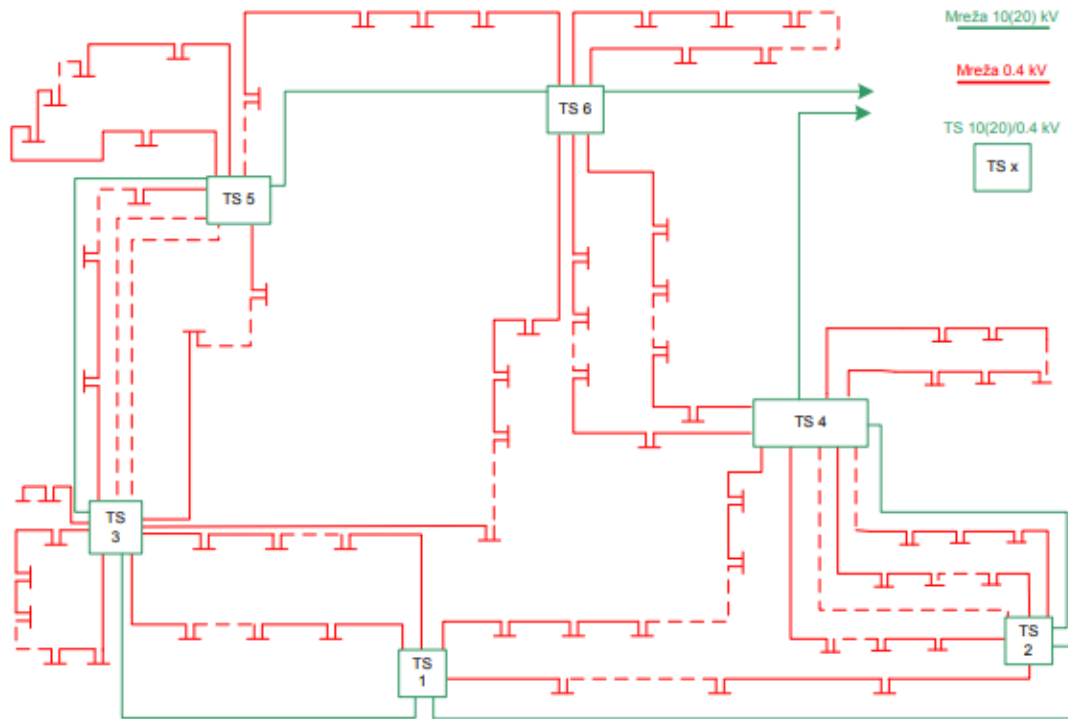 Mreža 10(20) kV
Mreža 0.4 kV
TS 10(20)/0.4 kV
TS x
TS 6
TS 5
TS 4
TS
3
TS
2
TS
1